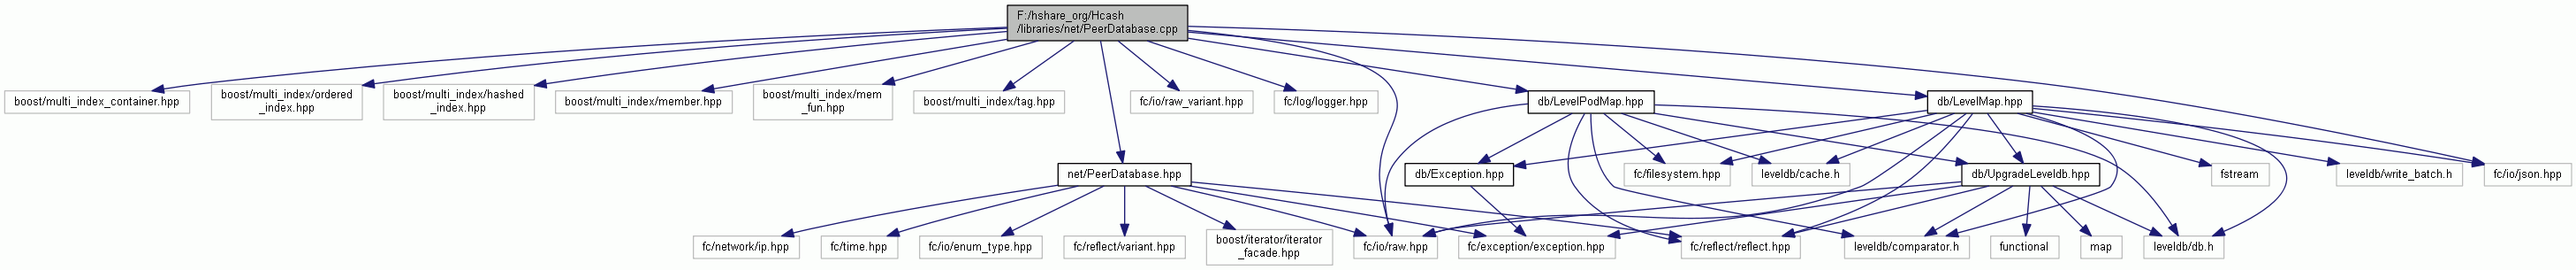 F:/hshare_org/Hcash
/libraries/net/PeerDatabase.cpp
boost/multi_index_container.hpp
boost/multi_index/ordered
_index.hpp
boost/multi_index/hashed
_index.hpp
boost/multi_index/member.hpp
boost/multi_index/mem
_fun.hpp
boost/multi_index/tag.hpp
fc/io/raw_variant.hpp
fc/log/logger.hpp
db/LevelPodMap.hpp
db/LevelMap.hpp
net/PeerDatabase.hpp
db/Exception.hpp
fc/filesystem.hpp
leveldb/cache.h
db/UpgradeLeveldb.hpp
fstream
leveldb/write_batch.h
fc/io/json.hpp
fc/network/ip.hpp
fc/time.hpp
fc/io/enum_type.hpp
fc/reflect/variant.hpp
boost/iterator/iterator
_facade.hpp
fc/io/raw.hpp
fc/exception/exception.hpp
fc/reflect/reflect.hpp
leveldb/comparator.h
functional
map
leveldb/db.h